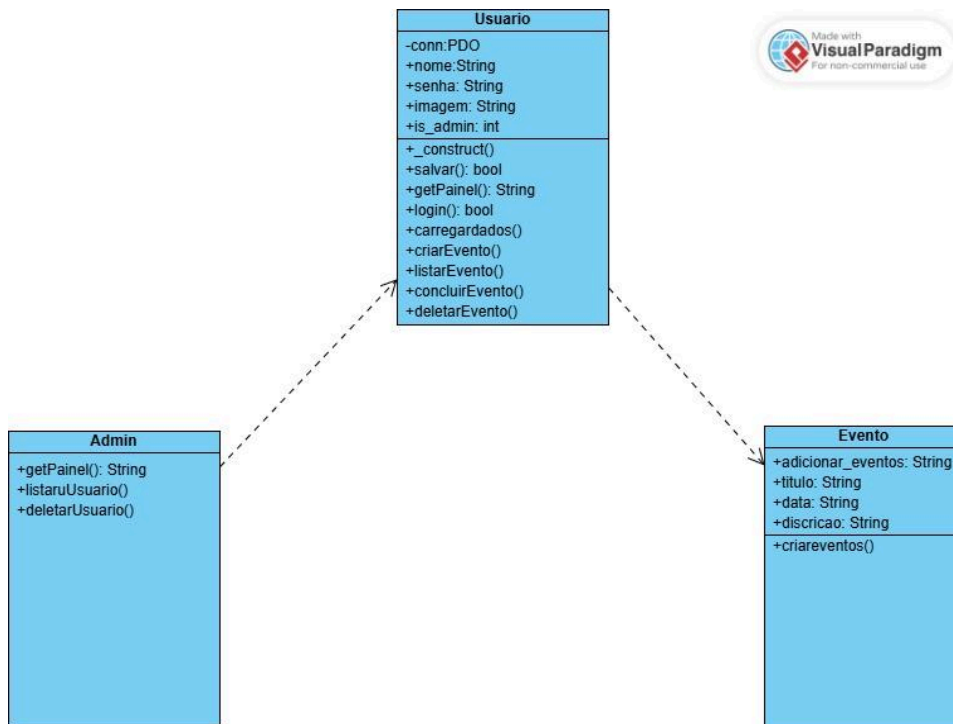 Usuario
-conn:PDO
+nome:String
+senha: String
+imagem: String
+is_admin: int
+_construct()
+salvar(): bool
+getPainel(): String
+login(): bool
+carregardados()
+criarEvento()
+listarEvento()
+concluirEvento()
+deletarEvento()
Made with
VisualParadigm
For non-commercial use
Admin
+getPainel(): String
+listaruUsuario()
+deletarUsuario()
Evento
+adicionar_eventos: String
+titulo: String
+data: String
+discricao: String
+criareventos()